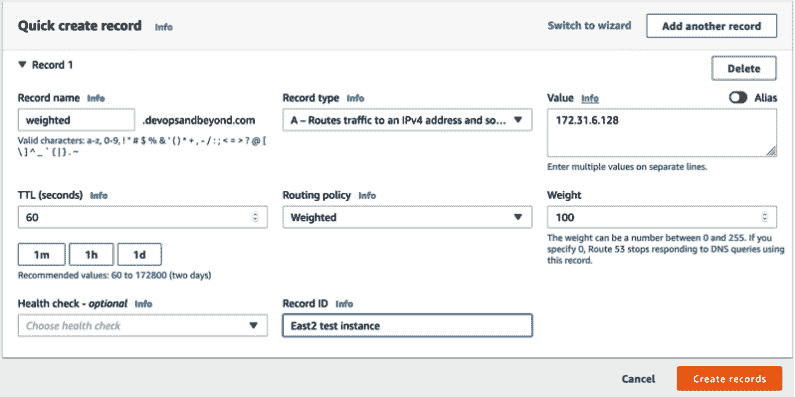 Quick create record Info
Switch to wizard
Add another record
▼ Record 1
Delete
Record name Info
weighted .devopsandbeyond.com
Valid characters: a-z, 0-9, ! " # $ % & ' ( ) * + , - / : ; < = > ? @ [
\ ] ^ _ ` { | } . ~
Record type Info
A – Routes traffic to an IPv4 address and so...
Value Info
Alias
172.31.6.128
Enter multiple values on separate lines.
TTL (seconds) Info
60
1m 1h 1d
Recommended values: 60 to 172800 (two days)
Routing policy Info
Weighted
Weight
100
The weight can be a number between 0 and 255. If you
specify 0, Route 53 stops responding to DNS queries using
this record.
Health check - optional Info
Choose health check
Record ID Info
East2 test instance
Cancel
Create records